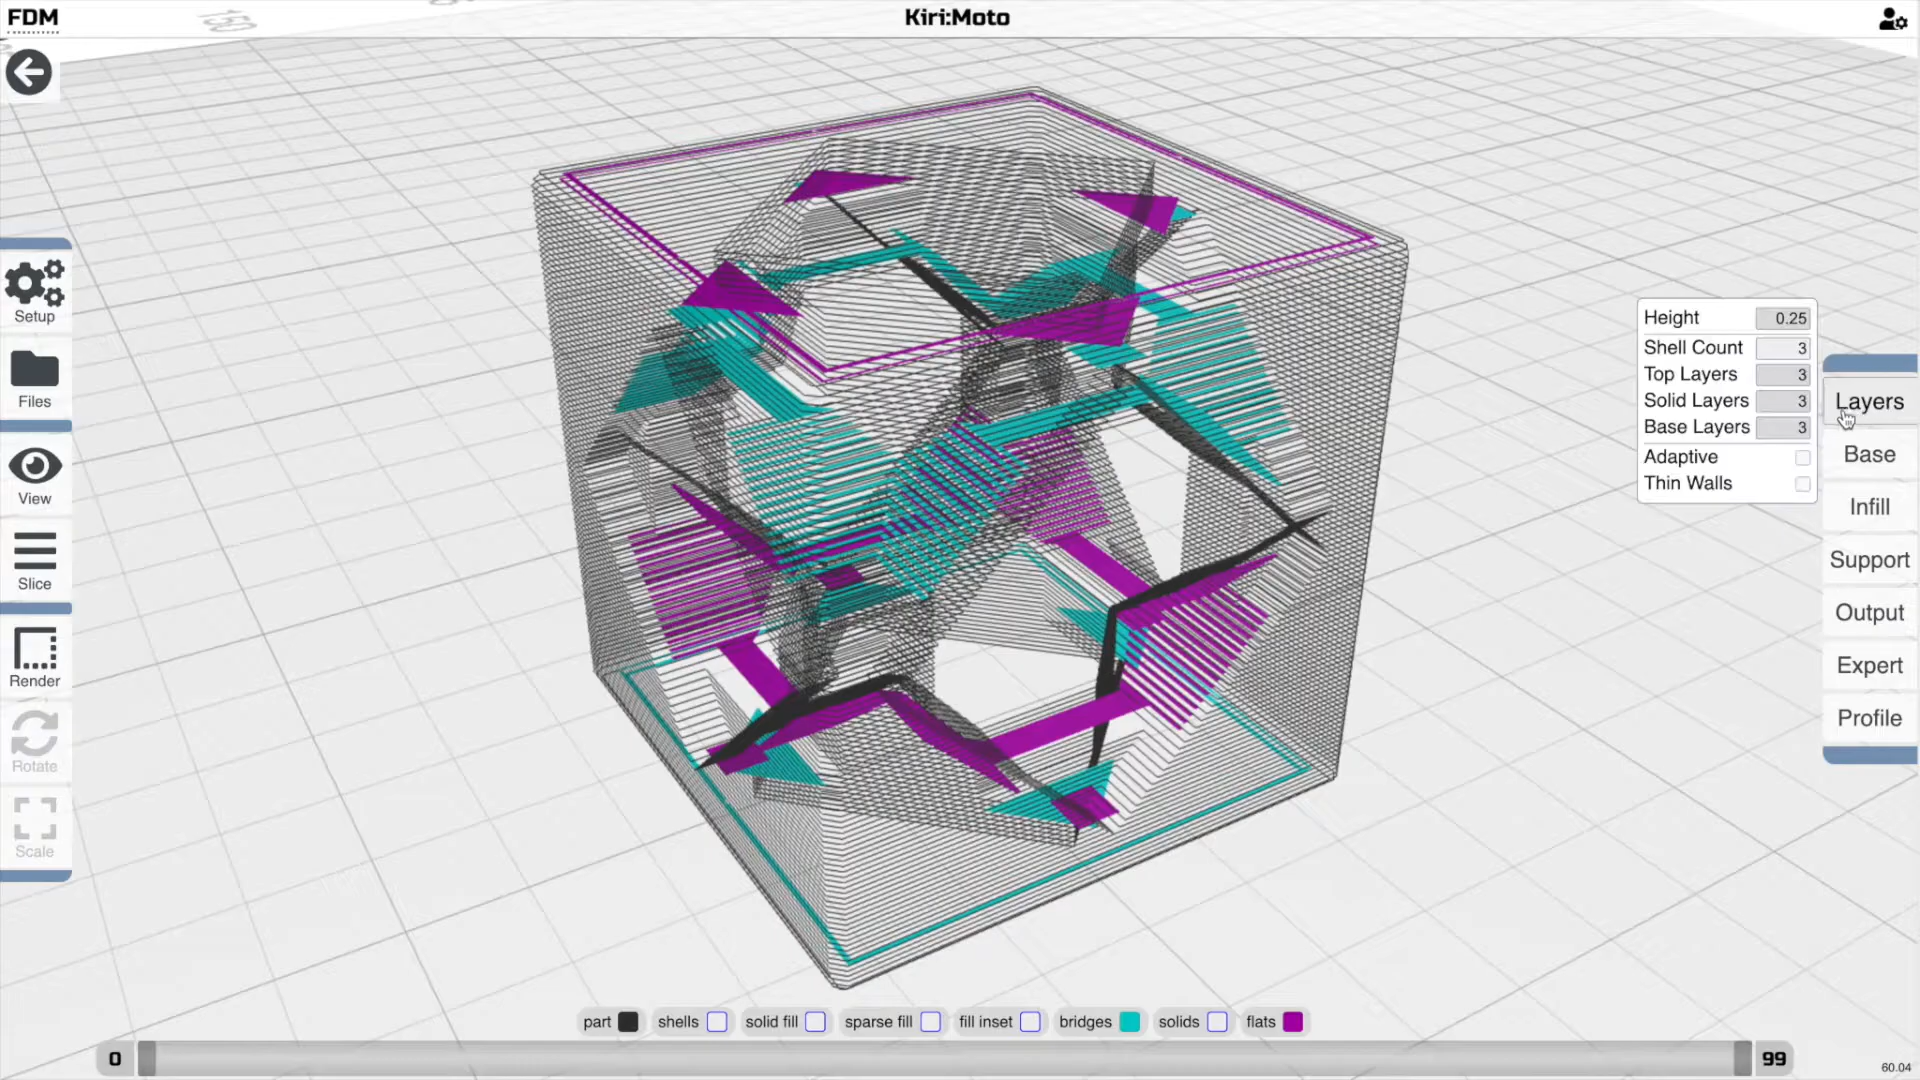 FDM
Kiri:Moto
150
Setup
Files
View
Slice
Render
Rotate
Scale
Height 0.25
Shell Count 3
Top Layers 3
Solid Layers 3
Base Layers 3
Adaptive
Thin Walls
Layers
Base
Infill
Support
Output
Expert
Profile
part shells solid fill sparse fill fill inset bridges solids flats
0 99
60.04